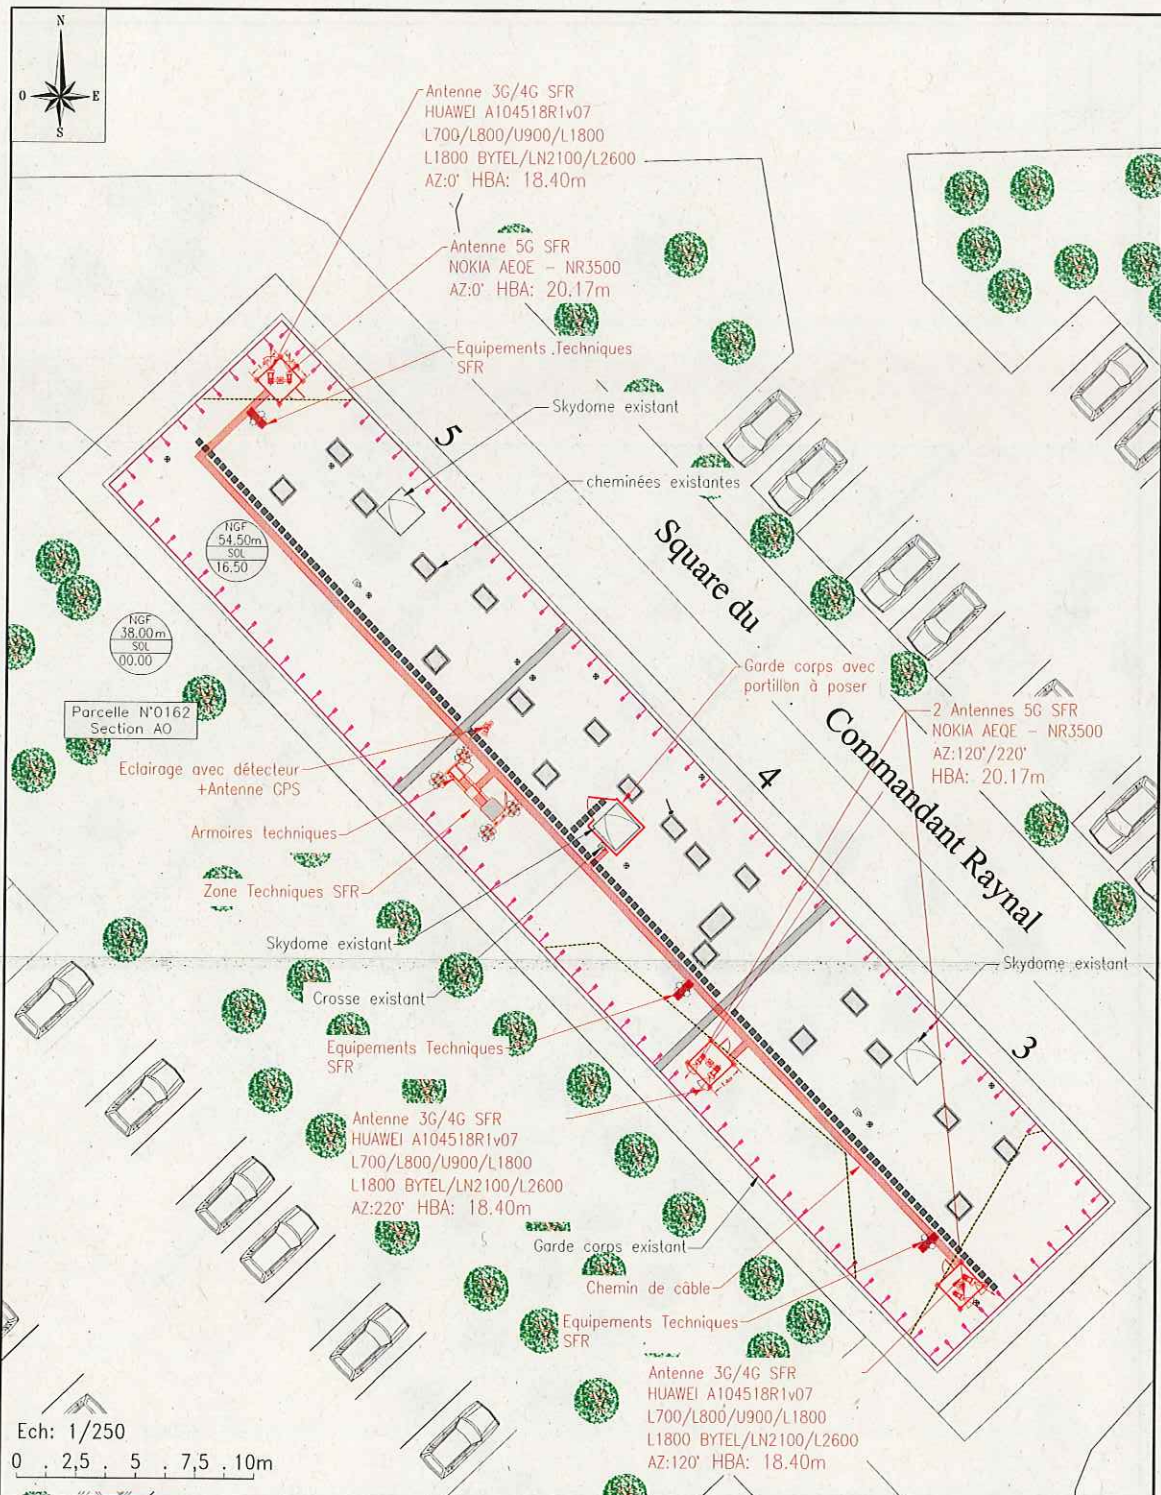 N
O E
S
Antenne 3G/4G SFR
HUAWEI A104518R1v07
L700/L800/U900/L1800
L1800 BYTEL/LN2100/L2600
AZ:0° HBA: 18.40m
Antenne 5G SFR
NOKIA AEQE - NR3500
AZ:0° HBA: 20.17m
Equipements Techniques
SFR
Skydome existant
5
cheminées existantes
Square du
Commandant Raynal
NGF
54.50m
SOL
16.50
NGF
38.00m
SOL
00.00
Parcelle N°0162
Section AO
Garde corps avec
portillon à poser
2 Antennes 5G SFR
NOKIA AEQE - NR3500
AZ:120°/220°
HBA: 20.17m
4
Eclairage avec détecteur
+Antenne GPS
Armoires techniques
Zone Techniques SFR
Skydome existant
Crosse existant
Skydome existant
3
Equipements Techniques
SFR
Antenne 3G/4G SFR
HUAWEI A104518R1v07
L700/L800/U900/L1800
L1800 BYTEL/LN2100/L2600
AZ:220° HBA: 18.40m
Garde corps existant
Chemin de câble
Equipements Techniques
SFR
Antenne 3G/4G SFR
HUAWEI A104518R1v07
L700/L800/U900/L1800
L1800 BYTEL/LN2100/L2600
AZ:120° HBA: 18.40m
Ech: 1/250
0 2,5 5 7,5 10m